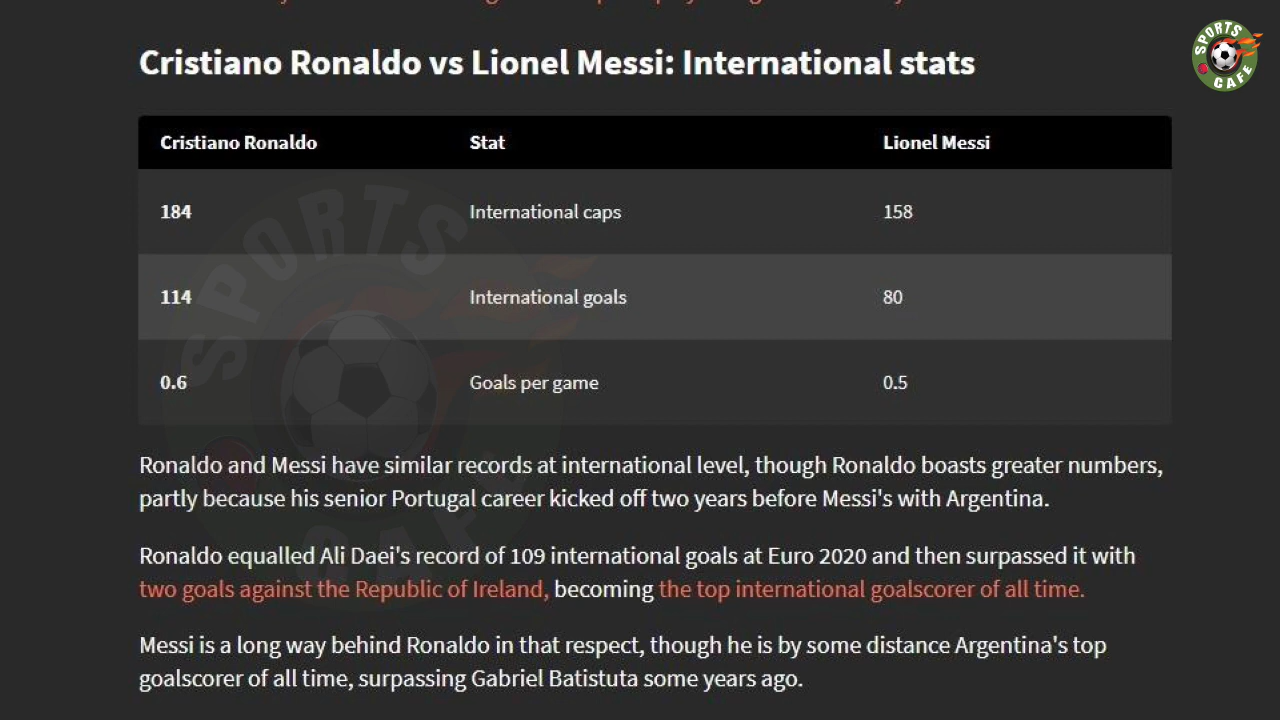 SPORTS
CAFE
Cristiano Ronaldo vs Lionel Messi: International stats
Cristiano Ronaldo Stat Lionel Messi
184 International caps 158
114 International goals 80
0.6 Goals per game 0.5
SPORTS
CAFE
Ronaldo and Messi have similar records at international level, though Ronaldo boasts greater numbers,
partly because his senior Portugal career kicked off two years before Messi's with Argentina.
Ronaldo equalled Ali Daei's record of 109 international goals at Euro 2020 and then surpassed it with
two goals against the Republic of Ireland, becoming the top international goalscorer of all time.
Messi is a long way behind Ronaldo in that respect, though he is by some distance Argentina's top
goalscorer of all time, surpassing Gabriel Batistuta some years ago.